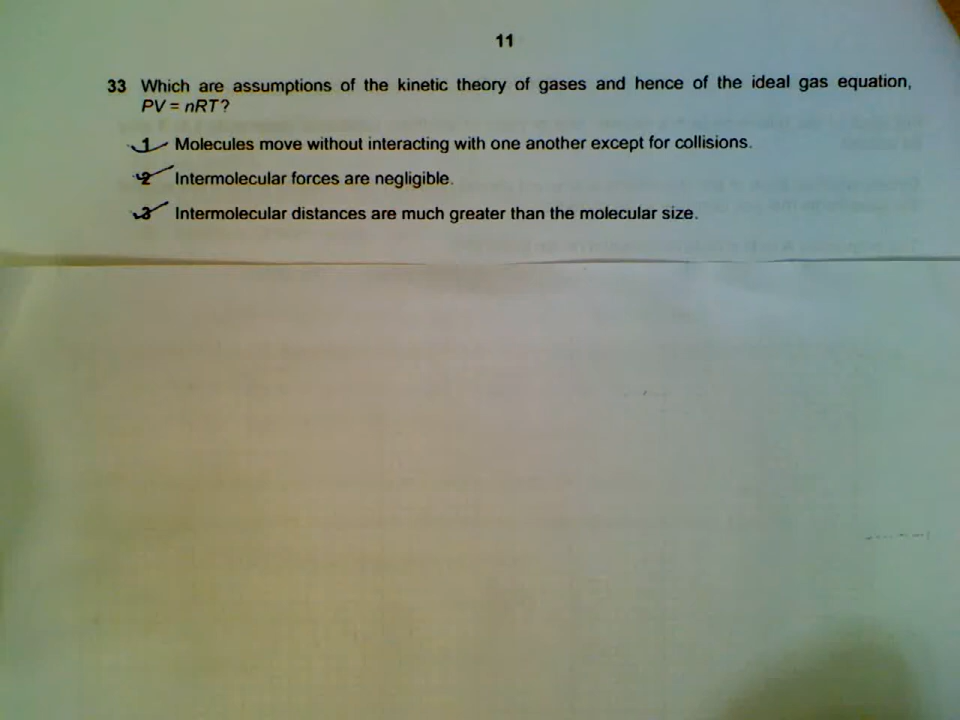 11
33 Which are assumptions of the kinetic theory of gases and hence of the ideal gas equation,
PV = nRT?
1 Molecules move without interacting with one another except for collisions.
2 Intermolecular forces are negligible.
3 Intermolecular distances are much greater than the molecular size.